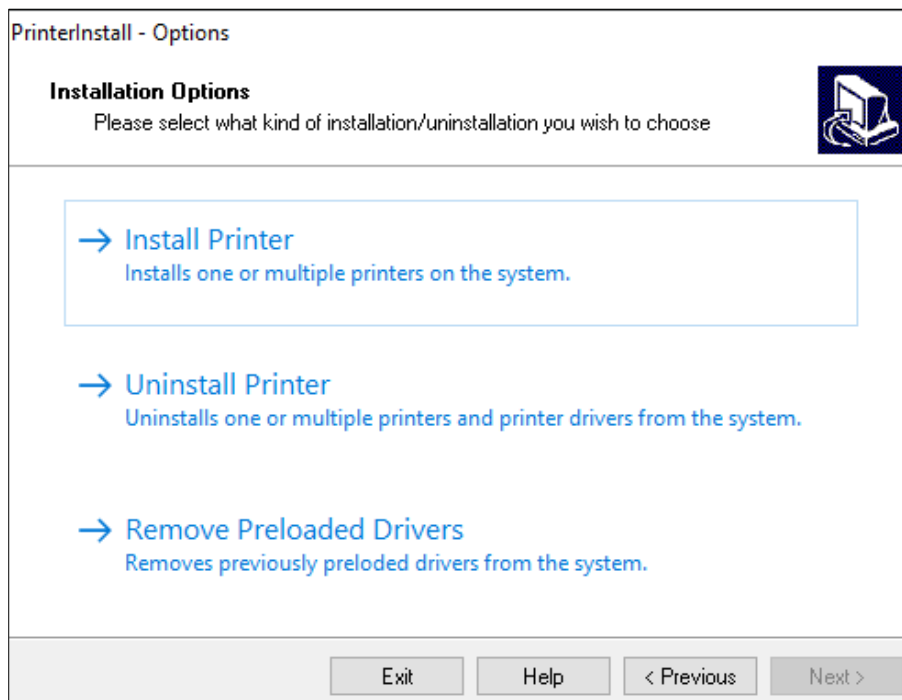 PrinterInstall - Options
Installation Options
Please select what kind of installation/uninstallation you wish to choose
Install Printer
Installs one or multiple printers on the system.
Uninstall Printer
Uninstalls one or multiple printers and printer drivers from the system.
Remove Preloaded Drivers
Removes previously preloded drivers from the system.
Exit Help < Previous Next >